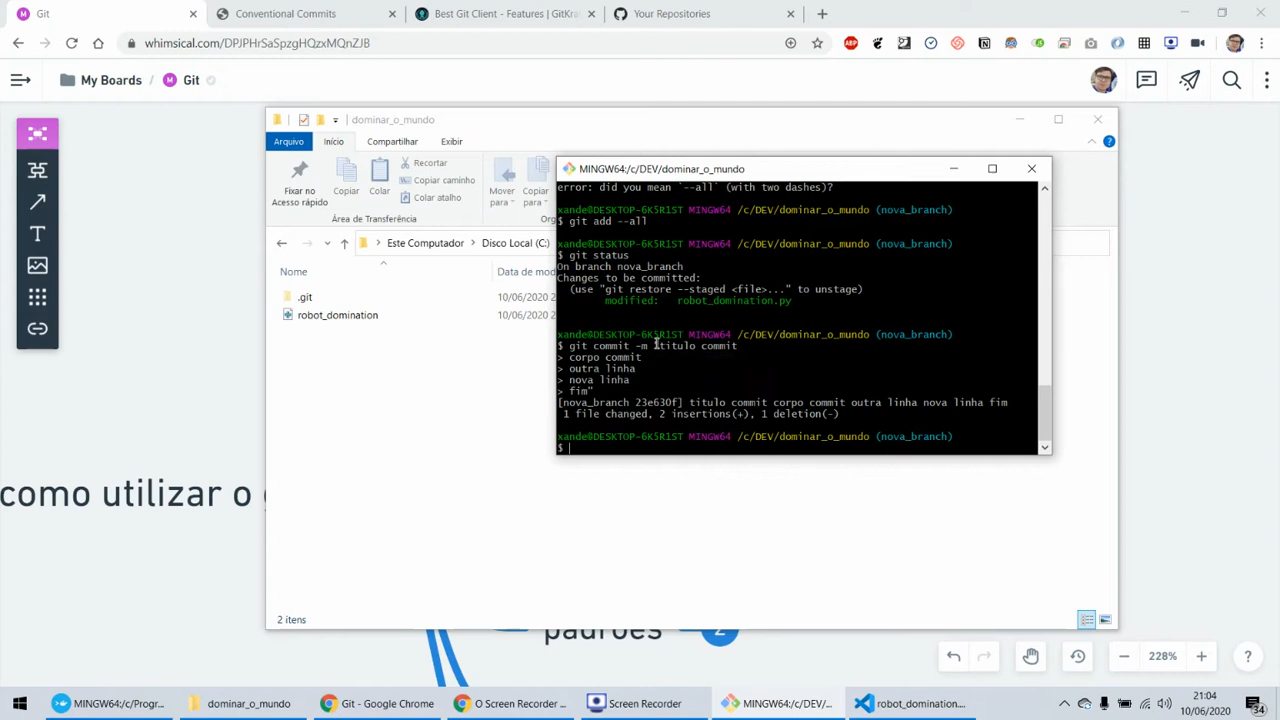 Git
Conventional Commits
Best Git Client - Features | GitKra
Your Repositories
whimsical.com/DPJPHrSaSpzgHQzxMQnZJB
My Boards / Git
dominar_o_mundo
Arquivo
Início
Compartilhar
Exibir
Fixar no
Acesso rápido
Copiar
Colar
Recortar
Copiar caminho
Colar atalho
Mover
para
Copiar
para
Área de Transferência
Org
Este Computador
Disco Local (C:)
Nome
Data de mod
.git
10/06/2020 2
robot_domination
10/06/2020 2
2 itens
MINGW64:/c/DEV/dominar_o_mundo
error: did you mean `--all` (with two dashes)?
xande@DESKTOP-6K5R1ST MINGW64 /c/DEV/dominar_o_mundo (nova_branch)
$ git add --all
xande@DESKTOP-6K5R1ST MINGW64 /c/DEV/dominar_o_mundo (nova_branch)
$ git status
On branch nova_branch
Changes to be committed:
(use "git restore --staged <file>..." to unstage)
modified: robot_domination.py
xande@DESKTOP-6K5R1ST MINGW64 /c/DEV/dominar_o_mundo (nova_branch)
$ git commit -m "titulo commit
> corpo commit
> outra linha
> nova linha
> fim"
[nova_branch 23e630f] titulo commit corpo commit outra linha nova linha fim
1 file changed, 2 insertions(+), 1 deletion(-)
xande@DESKTOP-6K5R1ST MINGW64 /c/DEV/dominar_o_mundo (nova_branch)
$
como utilizar o
padrões
2
228%
MINGW64:/c/Progr...
dominar_o_mundo
Git - Google Chrome
O Screen Recorder...
Screen Recorder
MINGW64:/c/DEV/...
robot_domination....
21:04
10/06/2020
34